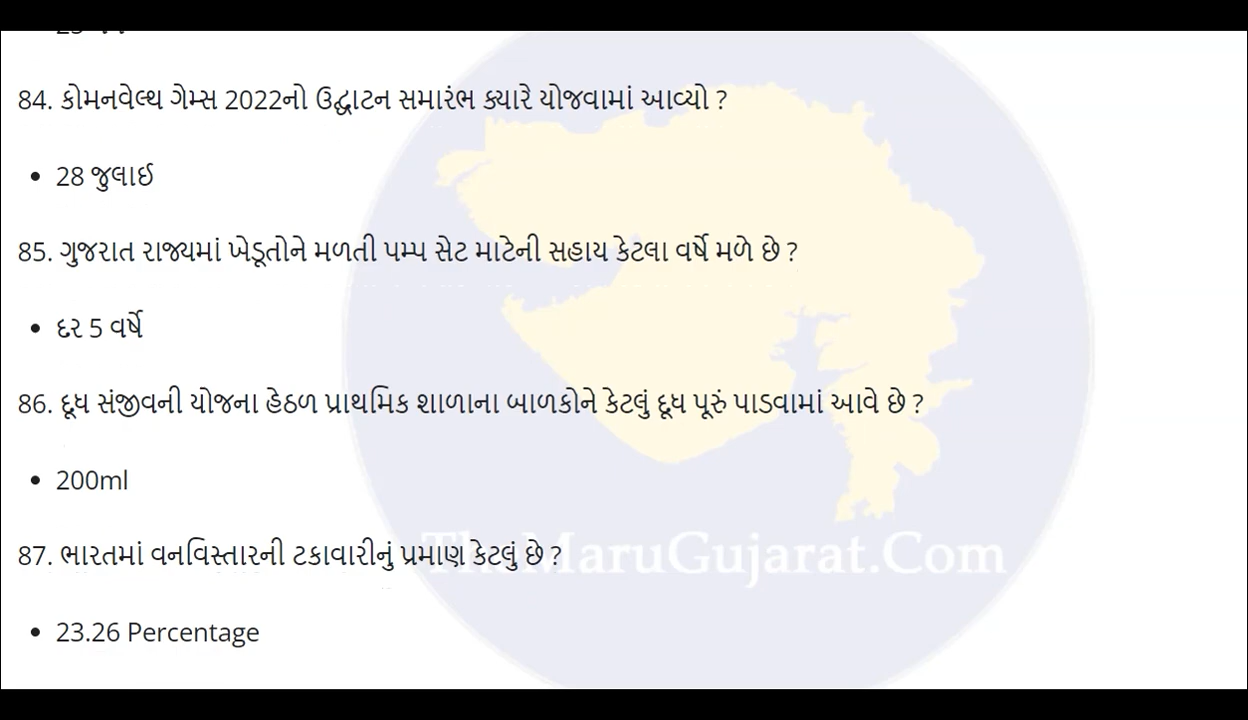 84. કોમનવેલ્થ ગેમ્સ 2022નો ઉદ્ઘાટન સમારંભ ક્યારે યોજવામાં આવ્યો ?
• 28 જુલાઈ
85. ગુજરાત રાજ્યમાં ખેડૂતોને મળતી પમ્પ સેટ માટેની સહાય કેટલા વર્ષે મળે છે ?
• દર 5 વર્ષે
86. દૂધ સંજીવની યોજના હેઠળ પ્રાથમિક શાળાના બાળકોને કેટલું દૂધ પૂરું પાડવામાં આવે છે ?
• 200ml
87. ભારતમાં વનવિસ્તારની ટકાવારીનું પ્રમાણ કેટલું છે ?
TheMaruGujarat.Com
• 23.26 Percentage